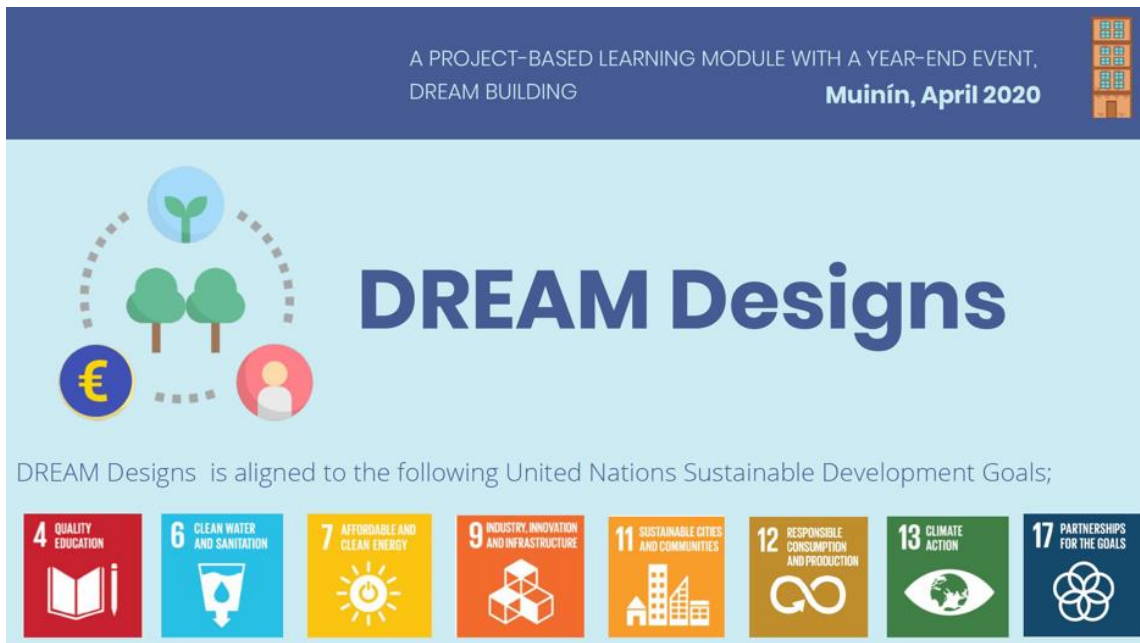 A PROJECT-BASED LEARNING MODULE WITH A YEAR-END EVENT,
DREAM BUILDING
Muinín, April 2020
€
DREAM Designs
DREAM Designs is aligned to the following United Nations Sustainable Development Goals;
4 QUALITY
EDUCATION
6 CLEAN WATER
AND SANITATION
7 AFFORDABLE AND
CLEAN ENERGY
9 INDUSTRY, INNOVATION
AND INFRASTRUCTURE
11 SUSTAINABLE CITIES
AND COMMUNITIES
12 RESPONSIBLE
CONSUMPTION
AND PRODUCTION
13 CLIMATE
ACTION
17 PARTNERSHIPS
FOR THE GOALS